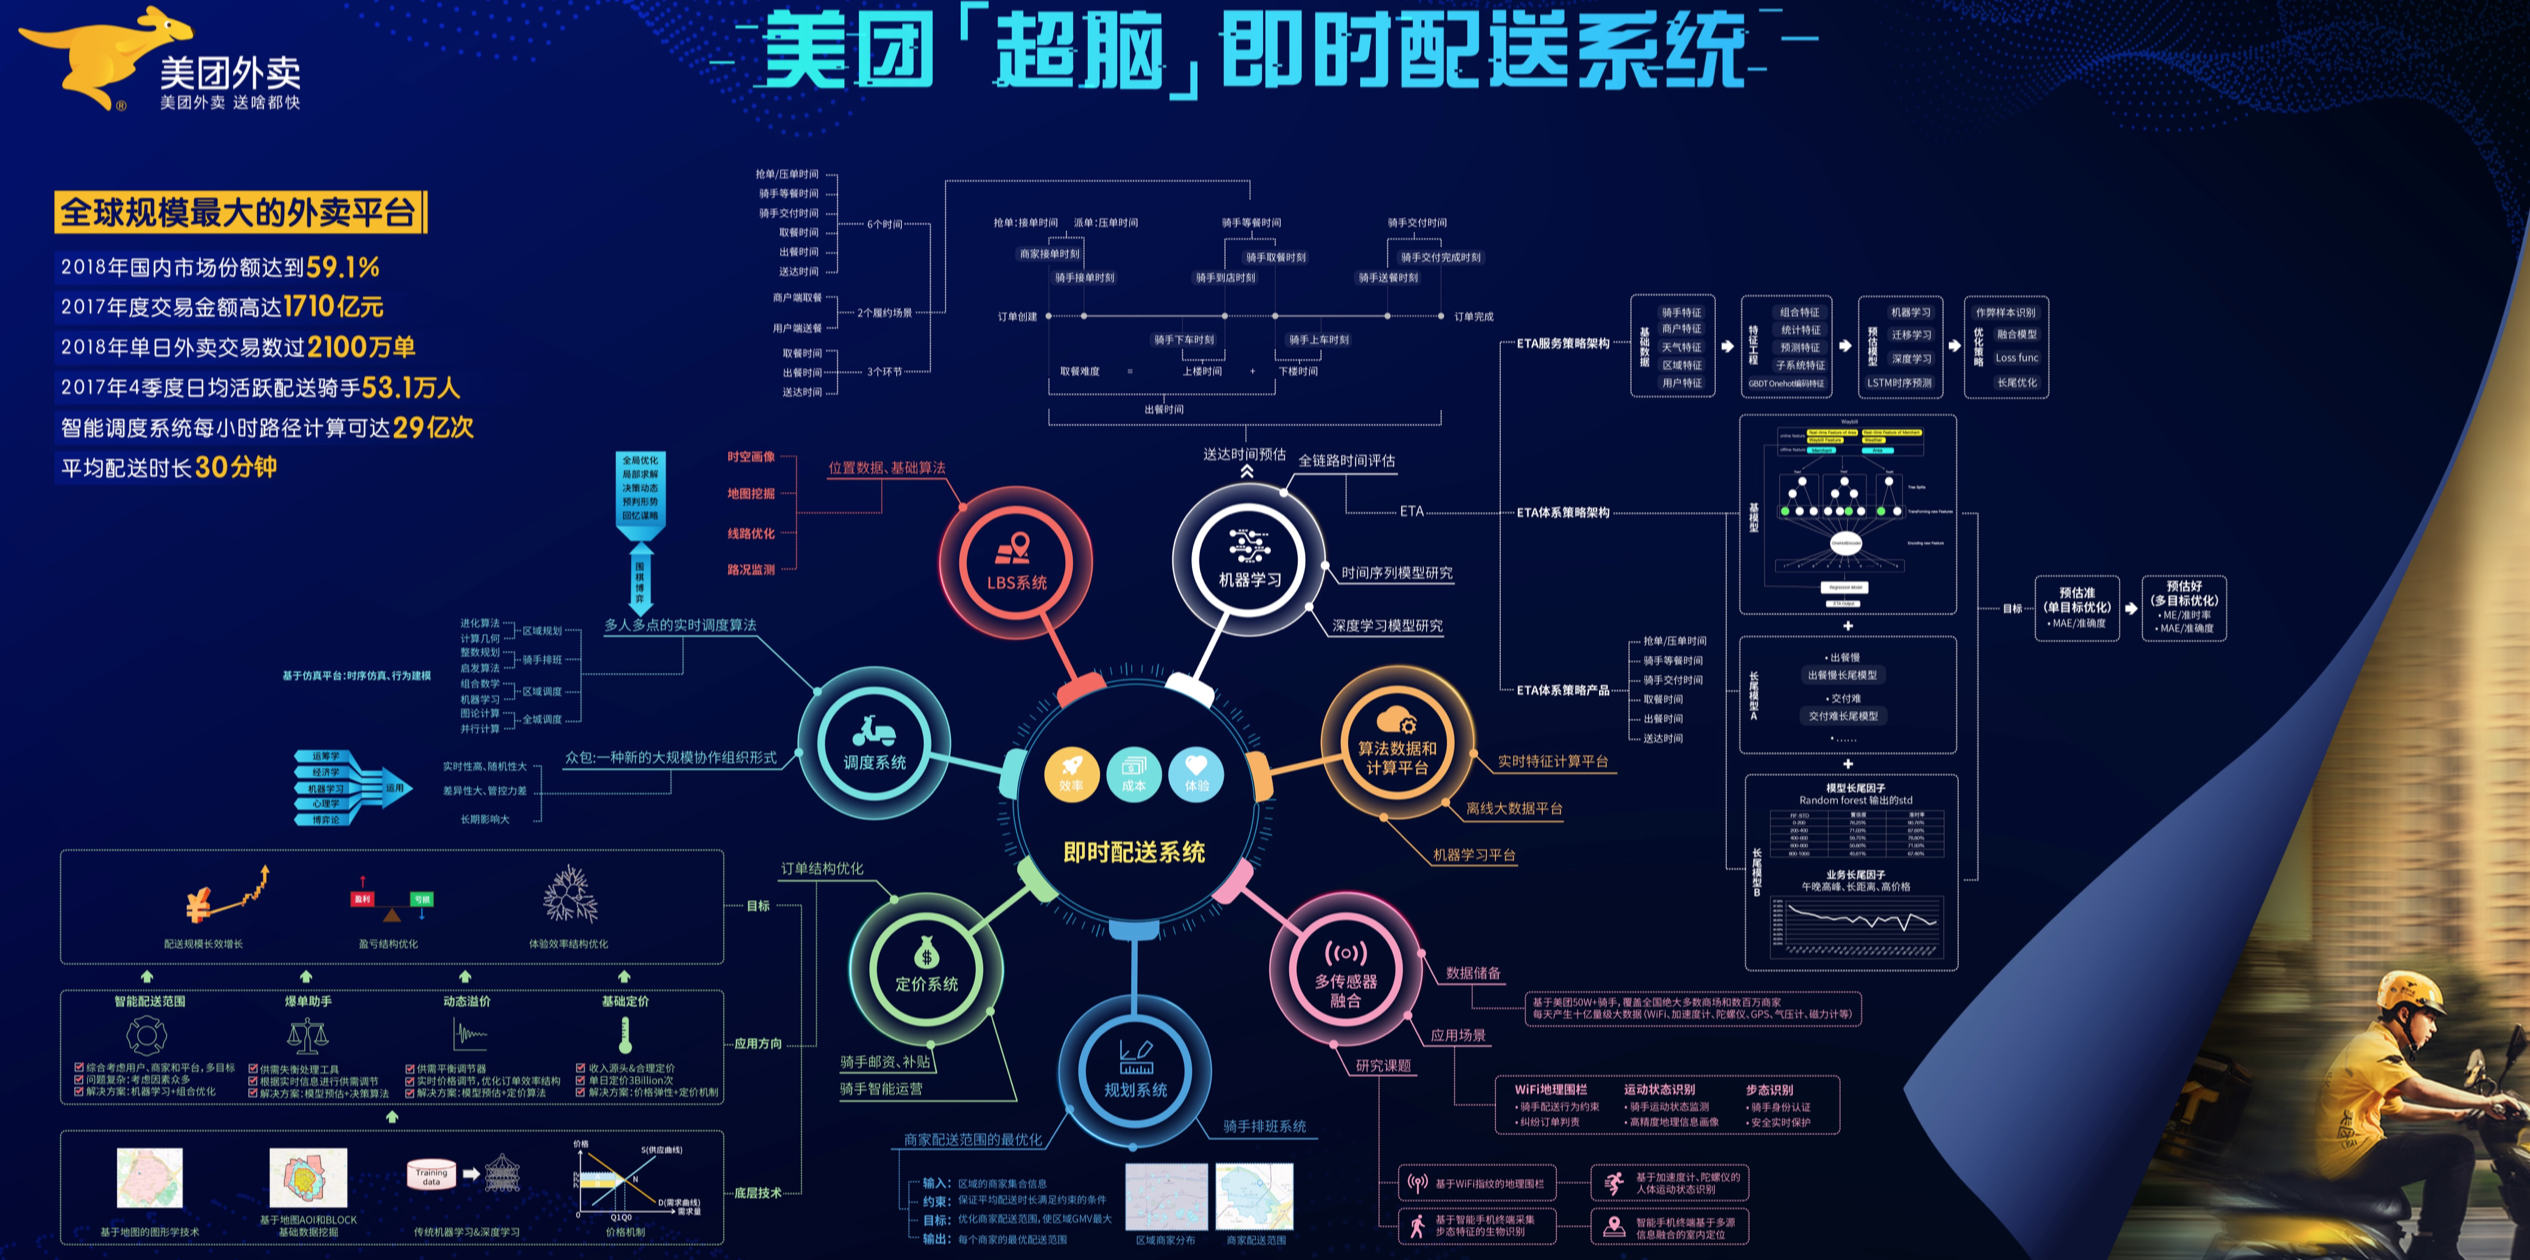 美团外卖
美团外卖 送啥都快
美团「超脑」即时配送系统
全球规模最大的外卖平台
2018年国内市场份额达到59.1%
2017年度交易金额高达1710亿元
2018年单日外卖交易数过2100万单
2017年4季度日均活跃配送骑手53.1万人
智能调度系统每小时路径计算可达29亿次
平均配送时长30分钟
抢单/压单时间
骑手等餐时间
骑手交付时间
取餐时间
出餐时间
送达时间
6个时间
商户端取餐
用户端送餐
2个履约场景
取餐时间
出餐时间
送达时间
3个环节
抢单:接单时间 派单:压单时间
骑手等餐时间
骑手交付时间
商家接单时刻
骑手取餐时刻
骑手交付完成时刻
骑手接单时刻
骑手到店时刻
骑手送餐时刻
订单创建
订单完成
骑手下车时刻
骑手上车时刻
取餐难度 = 上楼时间 + 下楼时间
出餐时间
送达时间预估
全链路时间评估
ETA
机器学习
时间序列模型研究
深度学习模型研究
ETA服务策略架构
基础数据
骑手特征
商户特征
天气特征
区域特征
用户特征
特征工程
组合特征
统计特征
预测特征
子系统特征
GBDT Onehot编码特征
预估模型
机器学习
迁移学习
深度学习
LSTM时序预测
优化策略
作弊样本识别
融合模型
Loss func
长尾优化
ETA体系策略架构
基模型
Waybill
online feature
Real-time Feature of Area
Real-time Feature of Merchant
Waybill Feature
Weather
offline feature
Merchant
Area
Tree Splits
Transforming new Features
OneHotEncoder
Encoding new Feature
Regression Model
ETA Output
+
长尾模型A
• 出餐慢
出餐慢长尾模型
• 交付难
交付难长尾模型
• ……
+
长尾模型B
模型长尾因子
Random forest 输出的std
业务长尾因子
午晚高峰、长距离、高价格
目标
预估准
(单目标优化)
• MAE/准确度
预估好
(多目标优化)
• ME/准时率
• MAE/准确度
ETA体系策略产品
抢单/压单时间
骑手等餐时间
骑手交付时间
取餐时间
出餐时间
送达时间
LBS系统
位置数据、基础算法
时空画像
地图挖掘
线路优化
路况监测
全局优化
局部求解
决策动态
预判形势
回忆谋略
围棋博弈
调度系统
多人多点的实时调度算法
进化算法
计算几何
区域规划
整数规划
启发算法
骑手排班
组合数学
机器学习
区域调度
图论计算
并行计算
全城调度
基于仿真平台:时序仿真、行为建模
众包:一种新的大规模协作组织形式
实时性高、随机性大
差异性大、管控力差
长期影响大
运筹学
经济学
机器学习
心理学
博弈论
运用
效率
成本
体验
即时配送系统
算法数据和
计算平台
实时特征计算平台
离线大数据平台
机器学习平台
定价系统
订单结构优化
骑手邮资、补贴
骑手智能运营
目标
配送规模长效增长
盈利
亏损
盈亏结构优化
体验效率结构优化
应用方向
智能配送范围
综合考虑用户、商家和平台，多目标
问题复杂:考虑因素众多
解决方案:机器学习+组合优化
爆单助手
供需失衡处理工具
根据实时信息进行供需调节
解决方案:模型预估+决策算法
动态溢价
供需平衡调节器
实时价格调节，优化订单效率结构
解决方案:模型预估+定价算法
基础定价
收入源头&合理定价
单日定价3Billion次
解决方案:价格弹性+定价机制
底层技术
基于地图的图形学技术
基于地图AOI和BLOCK
基础数据挖掘
Training
data
传统机器学习&深度学习
价格
S(供应曲线)
N
D(需求曲线)
需求量
0
Q1Q0
价格机制
规划系统
商家配送范围的最优化
骑手排班系统
输入: 区域的商家集合信息
约束: 保证平均配送时长满足约束的条件
目标: 优化商家配送范围，使区域GMV最大
输出: 每个商家的最优配送范围
区域商家分布
商家配送范围
多传感器
融合
数据储备
基于美团50W+骑手，覆盖全国绝大多数商场和数百万商家
每天产生十亿量级大数据（WiFi、加速度计、陀螺仪、GPS、气压计、磁力计等）
应用场景
WiFi地理围栏
• 骑手配送行为约束
• 纠纷订单判责
运动状态识别
• 骑手运动状态监测
• 高精度地理信息画像
步态识别
• 骑手身份认证
• 安全实时保护
研究课题
基于WiFi指纹的地理围栏
基于加速度计、陀螺仪的
人体运动状态识别
基于智能手机终端采集
步态特征的生物识别
智能手机终端基于多源
信息融合的室内定位